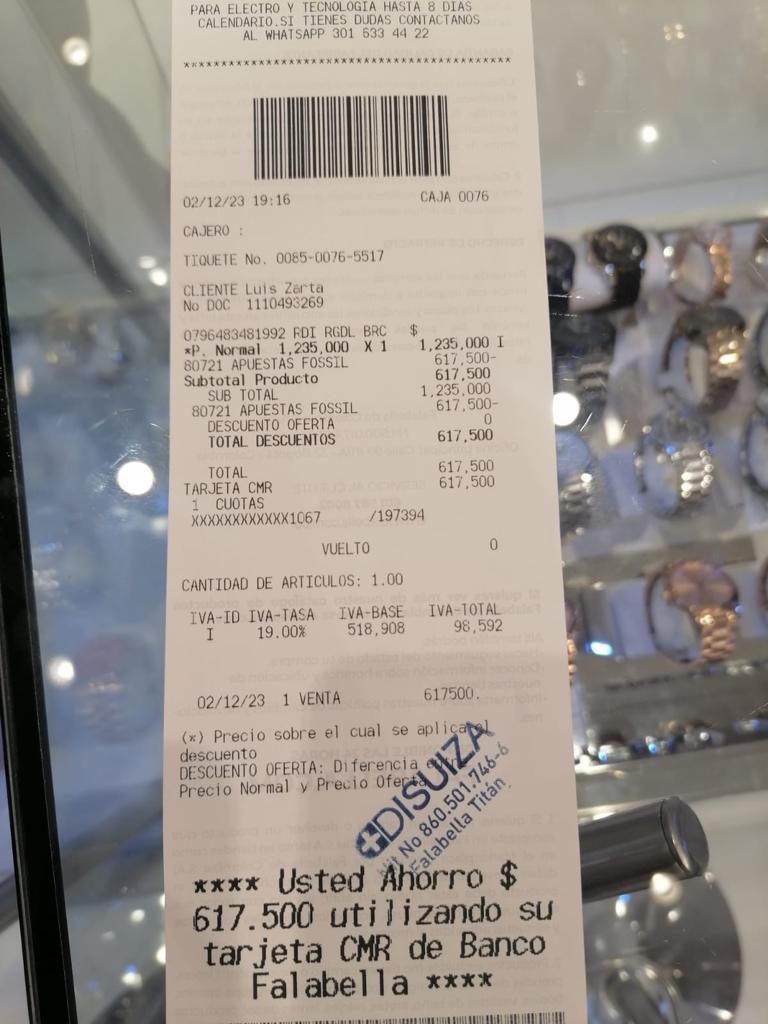 PARA ELECTRO Y TECNOLOGIA HASTA 8 DIAS
CALENDARIO.SI TIENES DUDAS CONTACTANOS
AL WHATSAPP 301 633 44 22
****************************************
02/12/23 19:16 CAJA 0076
CAJERO :
TIQUETE No. 0085-0076-5517
CLIENTE Luis Zarta
No DOC 1110493269
0796483481992 FDI RGDL BRC $
*P. Normal 1,235,000 X 1 1,235,000 I
80721 APUESTAS FOSSIL 617,500-
Subtotal Producto 617,500
SUB TOTAL 1,235,000
80721 APUESTAS FOSSIL 617,500-
DESCUENTO OFERTA 0
TOTAL DESCUENTOS 617,500
TOTAL 617,500
TARJETA CMR 617,500
1 CUOTAS
XXXXXXXXXXXX1067 /197394
VUELTO 0
CANTIDAD DE ARTICULOS: 1.00
IVA-ID IVA-TASA IVA-BASE IVA-TOTAL
I 19.00% 518,908 98,592
02/12/23 1 VENTA 617500.
(*) Precio sobre el cual se aplica el
descuento
DESCUENTO OFERTA: Diferencia entre
Precio Normal y Precio Oferta
DISUIZA
Nit No 860.501.746-6
Falabella Titán
**** Usted Ahorro $
617.500 utilizando su
tarjeta CMR de Banco
Falabella ****